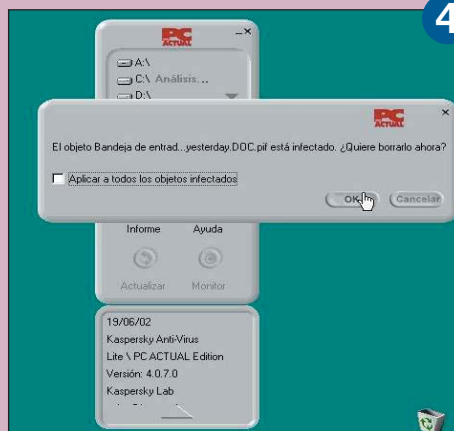 4
PC
ACTUAL
A:\
C:\ Análisis...
D:\
PC
ACTUAL
El objeto Bandeja de entrad...yesterday.DOC.pif está infectado. ¿Quiere borrarlo ahora?
Aplicar a todos los objetos infectados
OK Cancelar
Informe Ayuda
Actualizar Monitor
19/06/02
Kaspersky Anti-Virus
Lite \ PC ACTUAL Edition
Versión: 4.0.7.0
Kaspersky Lab